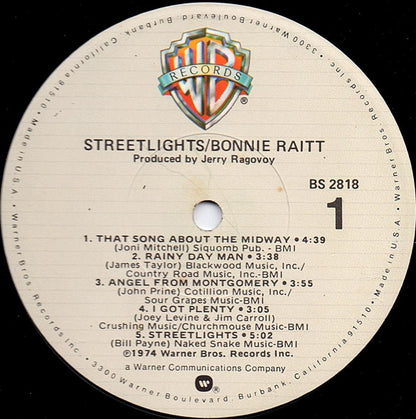 WB
RECORDS
®
STREETLIGHTS/BONNIE RAITT
Produced by Jerry Ragovoy
BS 2818
1
1. THAT SONG ABOUT THE MIDWAY • 4:39
(Joni Mitchell) Siquomb Pub. - BMI
2. RAINY DAY MAN • 3:38
(James Taylor) Blackwood Music, Inc./
Country Road Music, Inc.-BMI
3. ANGEL FROM MONTGOMERY • 3:55
(John Prine) Cotillion Music, Inc./
Sour Grapes Music-BMI
4. I GOT PLENTY • 3:05
(Joey Levine & Jim Carroll)
Crushing Music/Churchmouse Music-BMI
5. STREETLIGHTS • 5:02
(Bill Payne) Naked Snake Music-BMI
℗1974 Warner Bros. Records Inc.
a Warner Communications Company
Warner Bros. Records Inc. • 3300 Warner Boulevard, Burbank, California 91510 • Made in U.S.A. •
Warner Bros. Records Inc. • 3300 Warner Boulevard, Burbank, California 91510 • Made in U.S.A. •